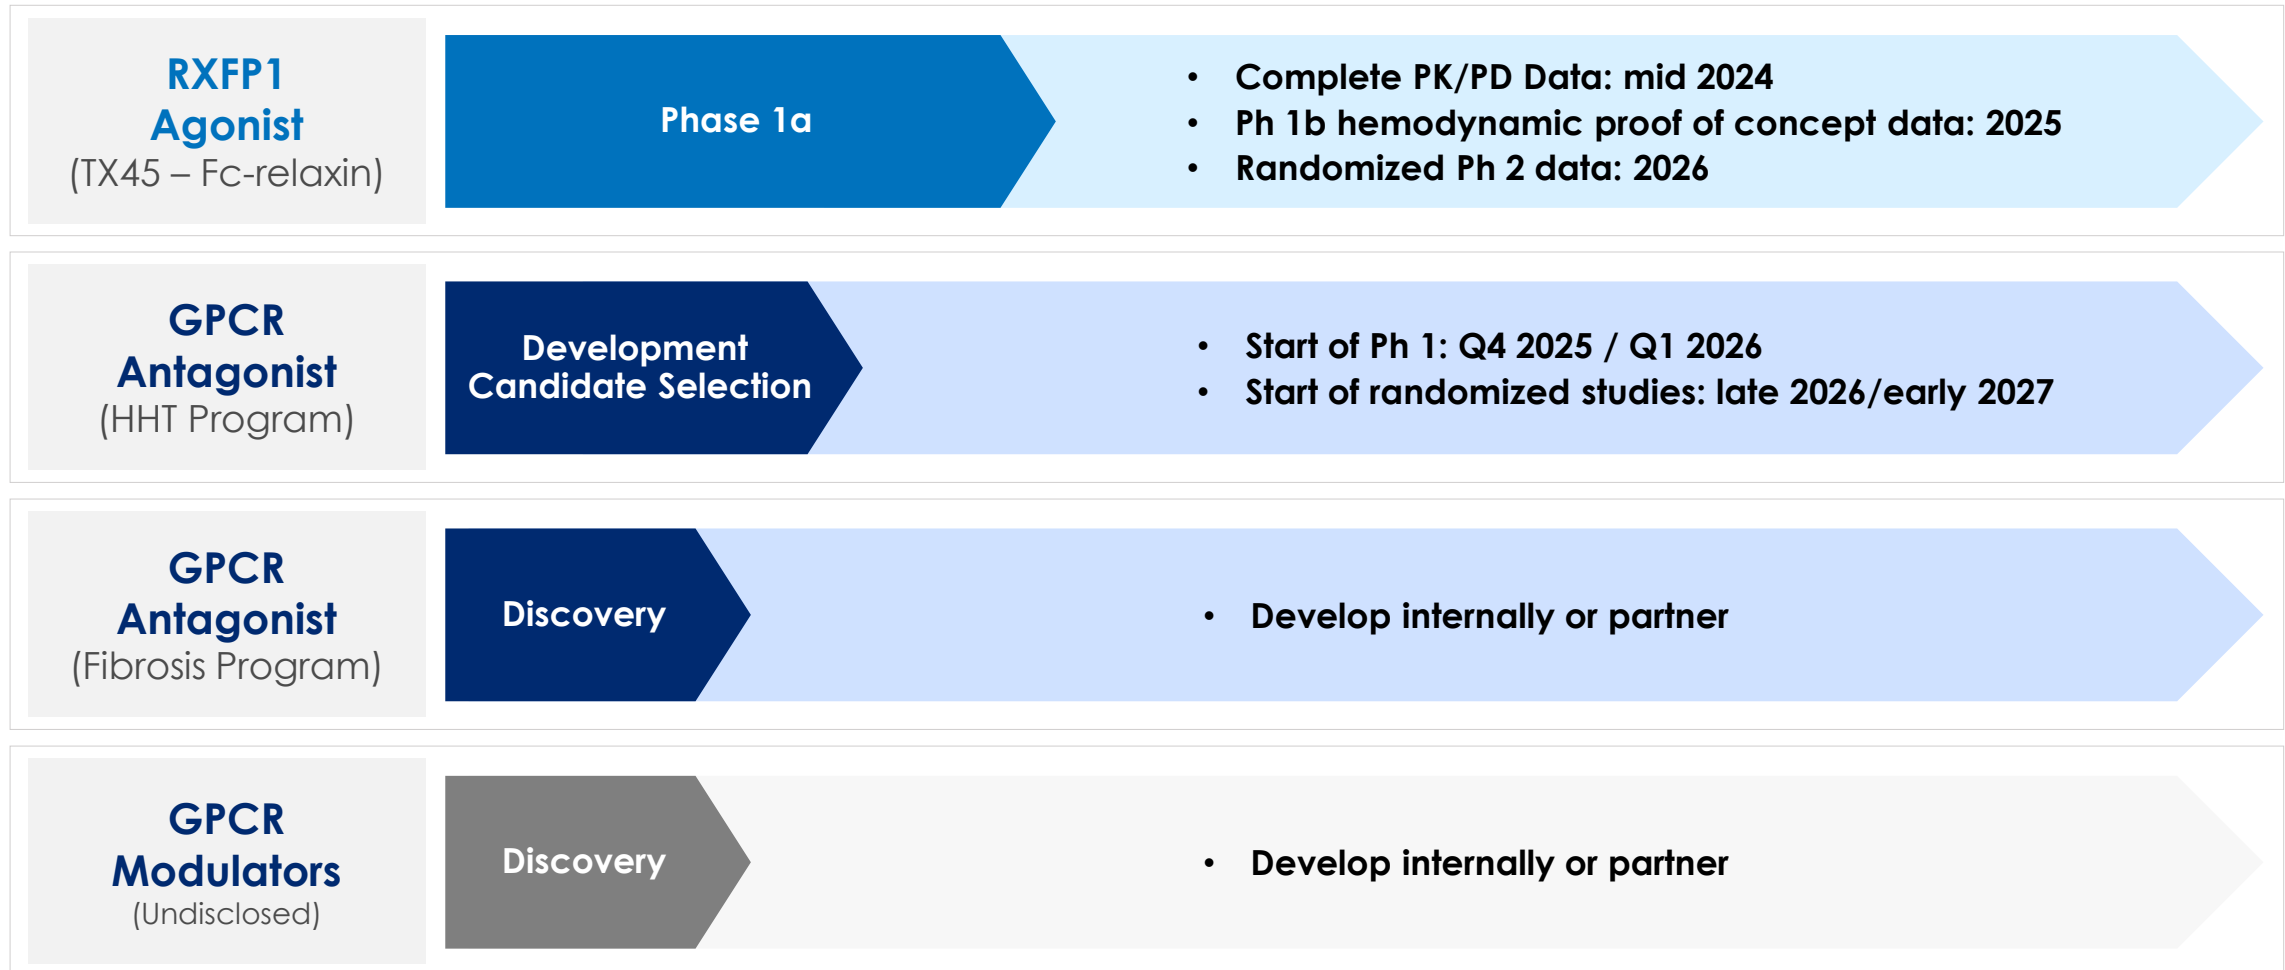 RXFP1
Agonist
(TX45 – Fc-relaxin)
Phase 1a
• Complete PK/PD Data: mid 2024
• Ph 1b hemodynamic proof of concept data: 2025
• Randomized Ph 2 data: 2026
GPCR
Antagonist
(HHT Program)
Development
Candidate Selection
• Start of Ph 1: Q4 2025 / Q1 2026
• Start of randomized studies: late 2026/early 2027
GPCR
Antagonist
(Fibrosis Program)
Discovery
• Develop internally or partner
GPCR
Modulators
(Undisclosed)
Discovery
• Develop internally or partner